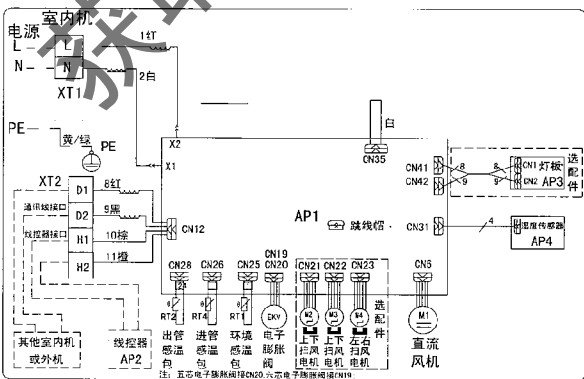 室内机
电源
L
L
N
N
XT1
1红
2白
PE
黄/绿
PE
X2
X1
白
CN35
XT2
D1
D2
H1
H2
8红
9黑
10棕
11橙
通讯线接口
线控器接口
CN12
AP1
跳线帽
CN41
CN42
8
9
8
9
CN1 灯板
CN2 AP3
选配件
CN31
4
湿度传感器
AP4
CN28
CN26
CN25
CN19
CN20
CN21
CN22
CN23
CN6
RT2
RT4
RT1
EKV
M2
M3
M4
M1
出管感温包
进管感温包
环境感温包
电子膨胀阀
上下扫风电机
上下扫风电机
左右扫风电机
选配件
直流风机
其他室内机或外机
线控器
AP2
注: 五芯电子膨胀阀接CN20,六芯电子膨胀阀接CN19